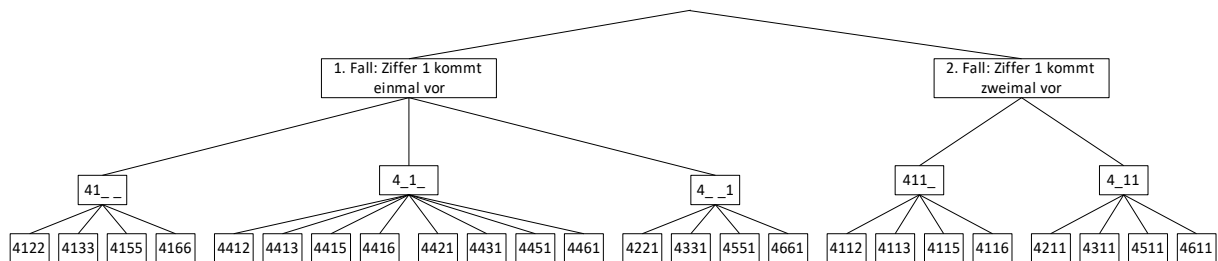 1. Fall: Ziffer 1 kommt
einmal vor
2. Fall: Ziffer 1 kommt
zweimal vor
41_ _
4_1_
4_ _1
411_
4_11
4122 4133 4155 4166 4412 4413 4415 4416 4421 4431 4451 4461 4221 4331 4551 4661 4112 4113 4115 4116 4211 4311 4511 4611